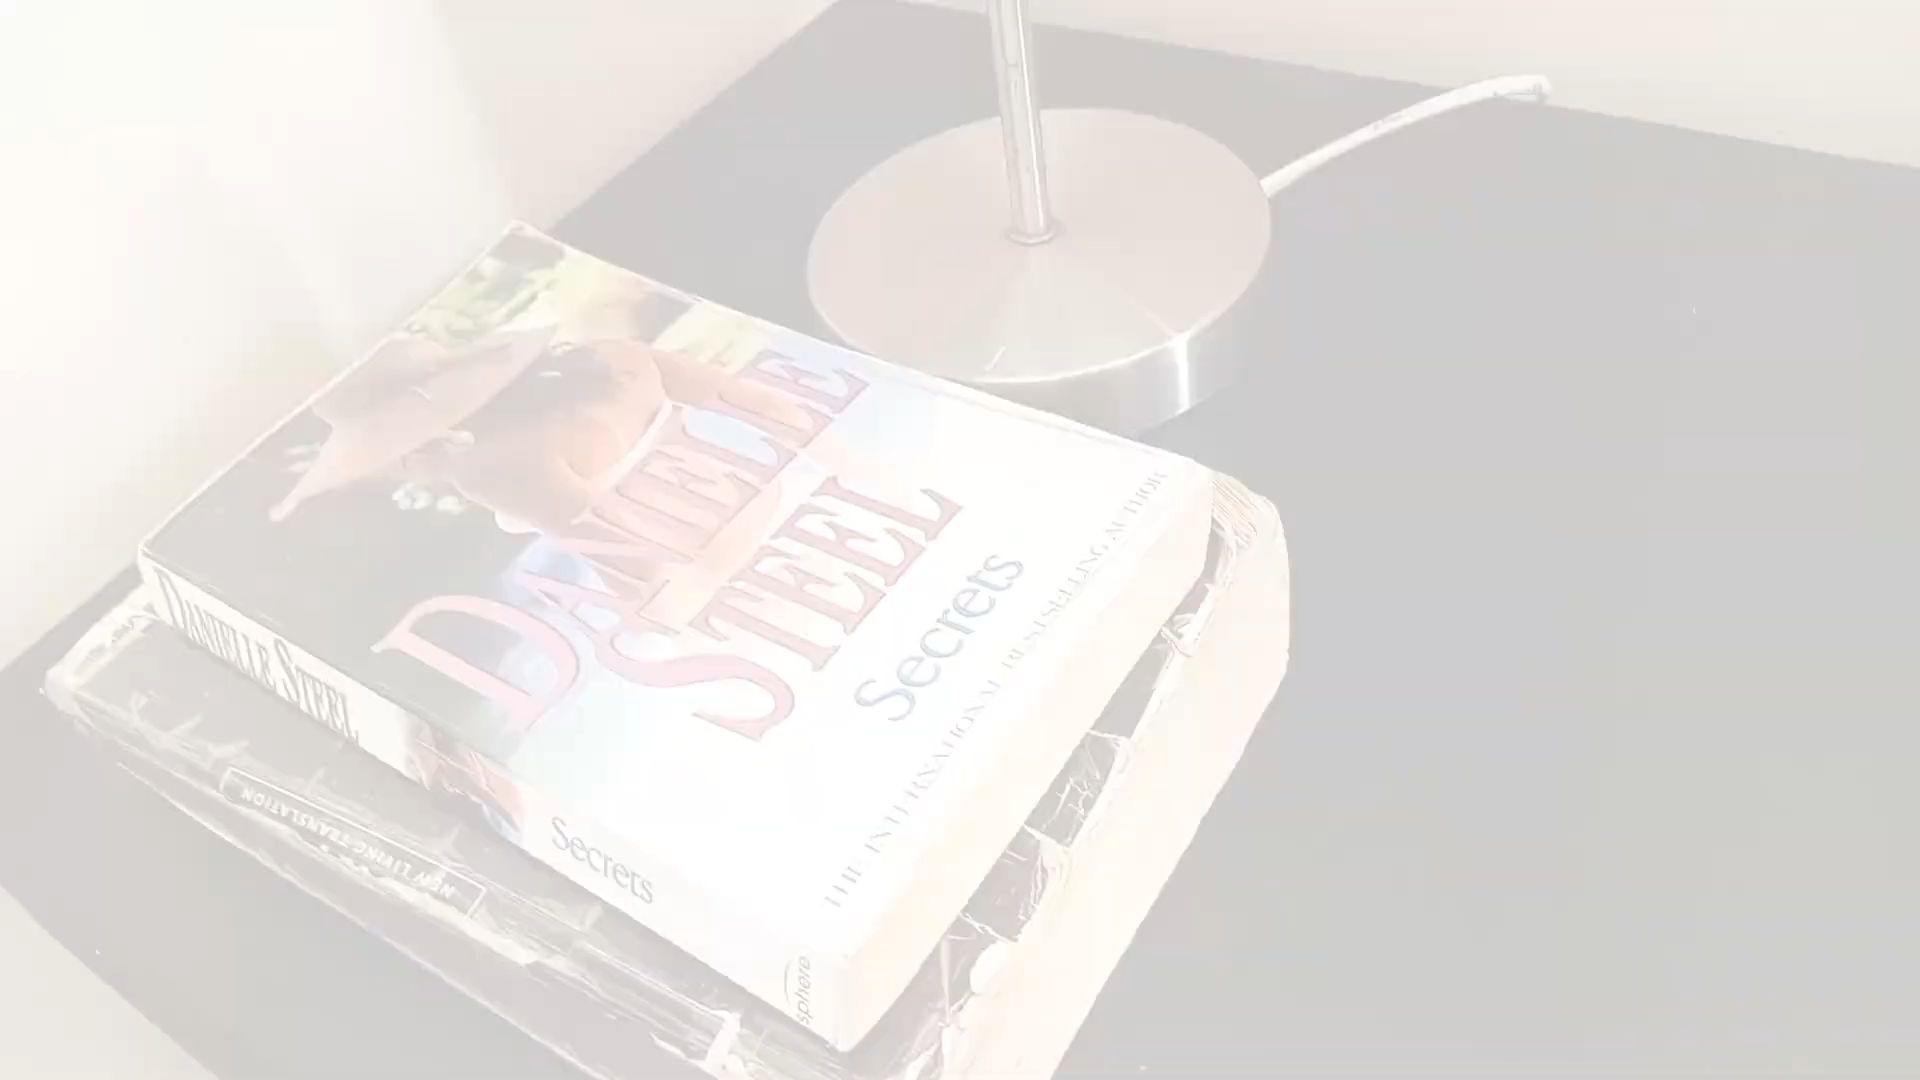 DANIELLE
STEEL
Secrets
THE INTERNATIONAL BESTSELLING AUTHOR
DANIELLE STEEL
Secrets
sphere
NEW LIVING TRANSLATION